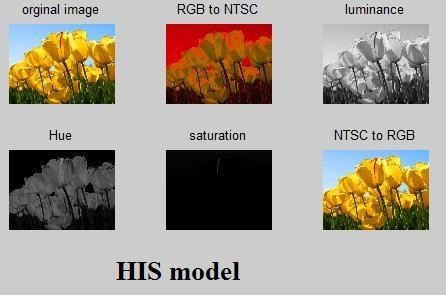 orginal image
RGB to NTSC
luminance
Hue
saturation
NTSC to RGB
HIS model